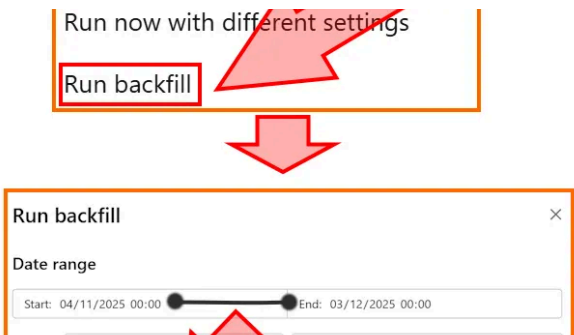 Run now with different settings
Run backfill
Run backfill
Date range
Start: 04/11/2025 00:00 End: 03/12/2025 00:00